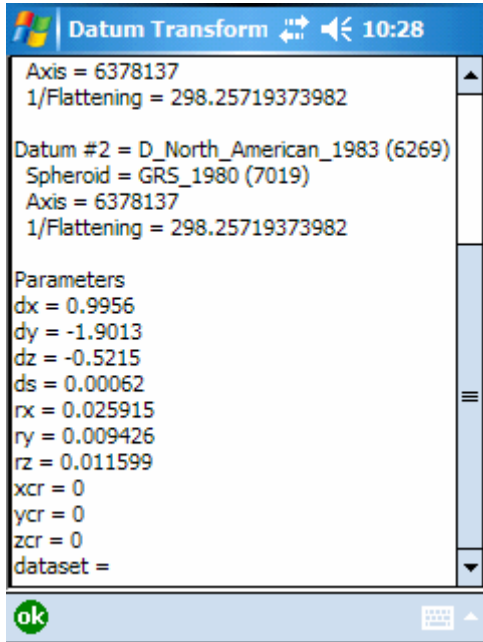 Datum Transform 10:28
Axis = 6378137
1/Flattening = 298.25719373982
Datum #2 = D_North_American_1983 (6269)
Spheroid = GRS_1980 (7019)
Axis = 6378137
1/Flattening = 298.25719373982
Parameters
dx = 0.9956
dy = -1.9013
dz = -0.5215
ds = 0.00062
rx = 0.025915
ry = 0.009426
rz = 0.011599
xcr = 0
ycr = 0
zcr = 0
dataset =
ok